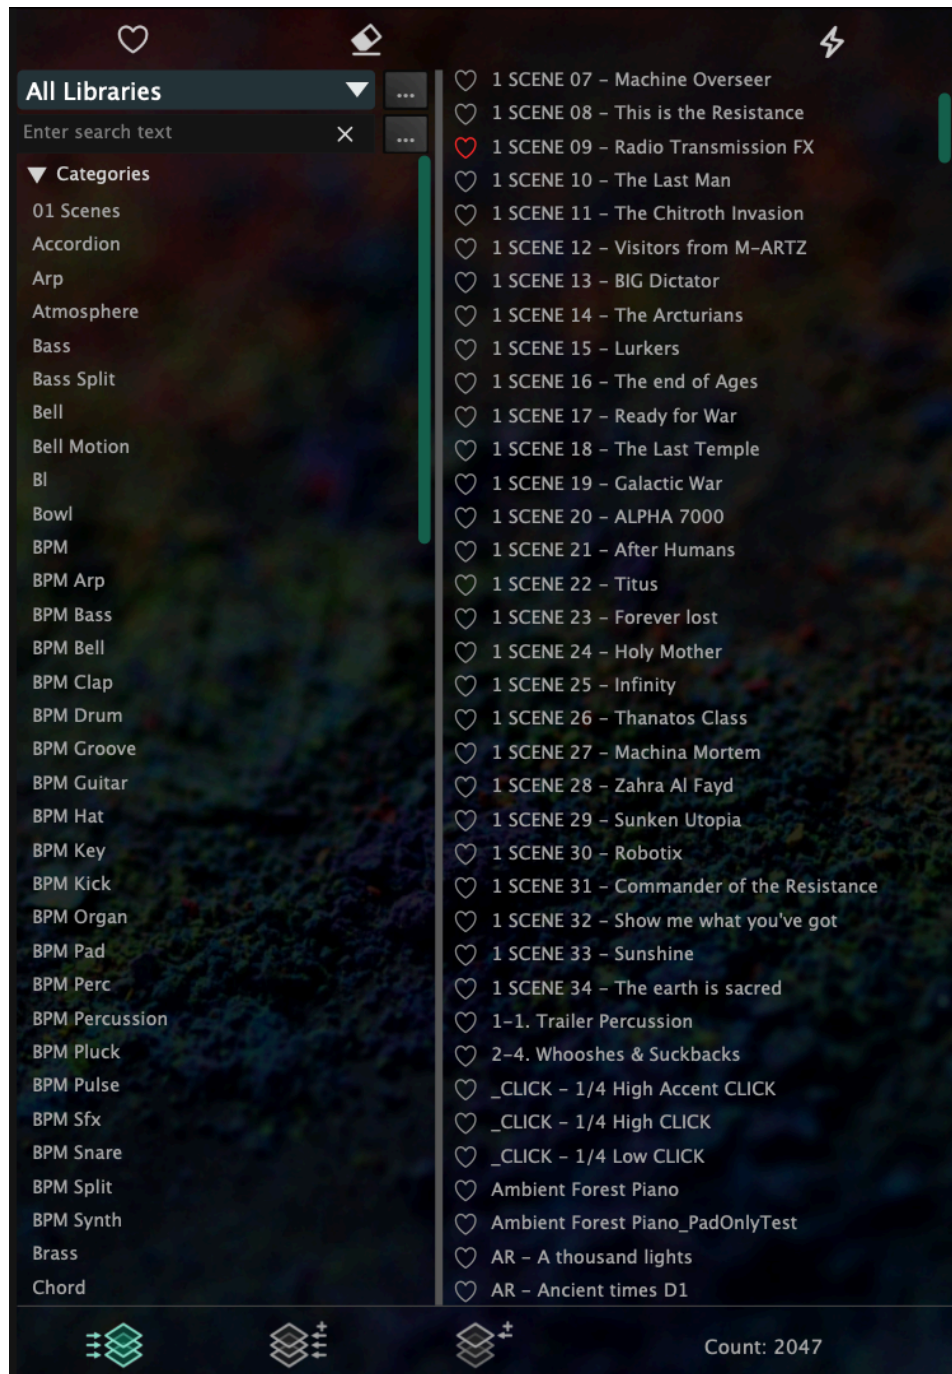 All Libraries
...
Enter search text
...
Categories
01 Scenes
Accordion
Arp
Atmosphere
Bass
Bass Split
Bell
Bell Motion
Bl
Bowl
BPM
BPM Arp
BPM Bass
BPM Bell
BPM Clap
BPM Drum
BPM Groove
BPM Guitar
BPM Hat
BPM Key
BPM Kick
BPM Organ
BPM Pad
BPM Perc
BPM Percussion
BPM Pluck
BPM Pulse
BPM Sfx
BPM Snare
BPM Split
BPM Synth
Brass
Chord
1 SCENE 07 – Machine Overseer
1 SCENE 08 – This is the Resistance
1 SCENE 09 – Radio Transmission FX
1 SCENE 10 – The Last Man
1 SCENE 11 – The Chitroth Invasion
1 SCENE 12 – Visitors from M-ARTZ
1 SCENE 13 – BIG Dictator
1 SCENE 14 – The Arcturians
1 SCENE 15 – Lurkers
1 SCENE 16 – The end of Ages
1 SCENE 17 – Ready for War
1 SCENE 18 – The Last Temple
1 SCENE 19 – Galactic War
1 SCENE 20 – ALPHA 7000
1 SCENE 21 – After Humans
1 SCENE 22 – Titus
1 SCENE 23 – Forever lost
1 SCENE 24 – Holy Mother
1 SCENE 25 – Infinity
1 SCENE 26 – Thanatos Class
1 SCENE 27 – Machina Mortem
1 SCENE 28 – Zahra Al Fayd
1 SCENE 29 – Sunken Utopia
1 SCENE 30 – Robotix
1 SCENE 31 – Commander of the Resistance
1 SCENE 32 – Show me what you've got
1 SCENE 33 – Sunshine
1 SCENE 34 – The earth is sacred
1-1. Trailer Percussion
2-4. Whooshes & Suckbacks
_CLICK – 1/4 High Accent CLICK
_CLICK – 1/4 High CLICK
_CLICK – 1/4 Low CLICK
Ambient Forest Piano
Ambient Forest Piano_PadOnlyTest
AR – A thousand lights
AR – Ancient times D1
Count: 2047